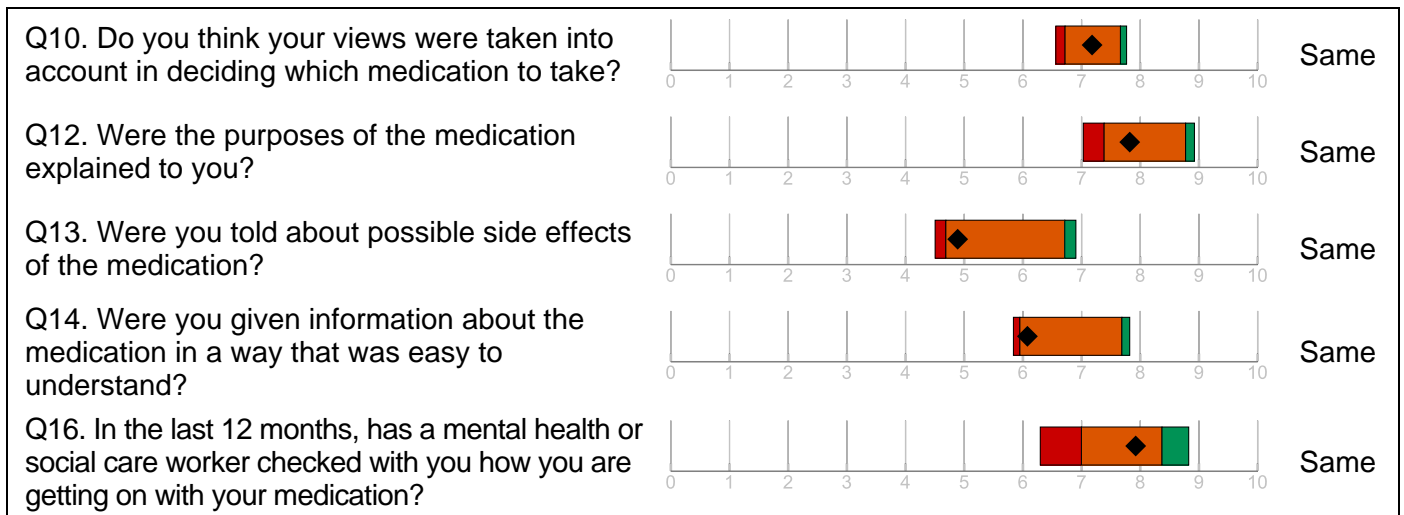 Q10. Do you think your views were taken into
account in deciding which medication to take?
Same
0 1 2 3 4 5 6 7 8 9 10
Q12. Were the purposes of the medication
explained to you?
Same
0 1 2 3 4 5 6 7 8 9 10
Q13. Were you told about possible side effects
of the medication?
Same
0 1 2 3 4 5 6 7 8 9 10
Q14. Were you given information about the
medication in a way that was easy to
understand?
Same
0 1 2 3 4 5 6 7 8 9 10
Q16. In the last 12 months, has a mental health or
social care worker checked with you how you are
getting on with your medication?
Same
0 1 2 3 4 5 6 7 8 9 10